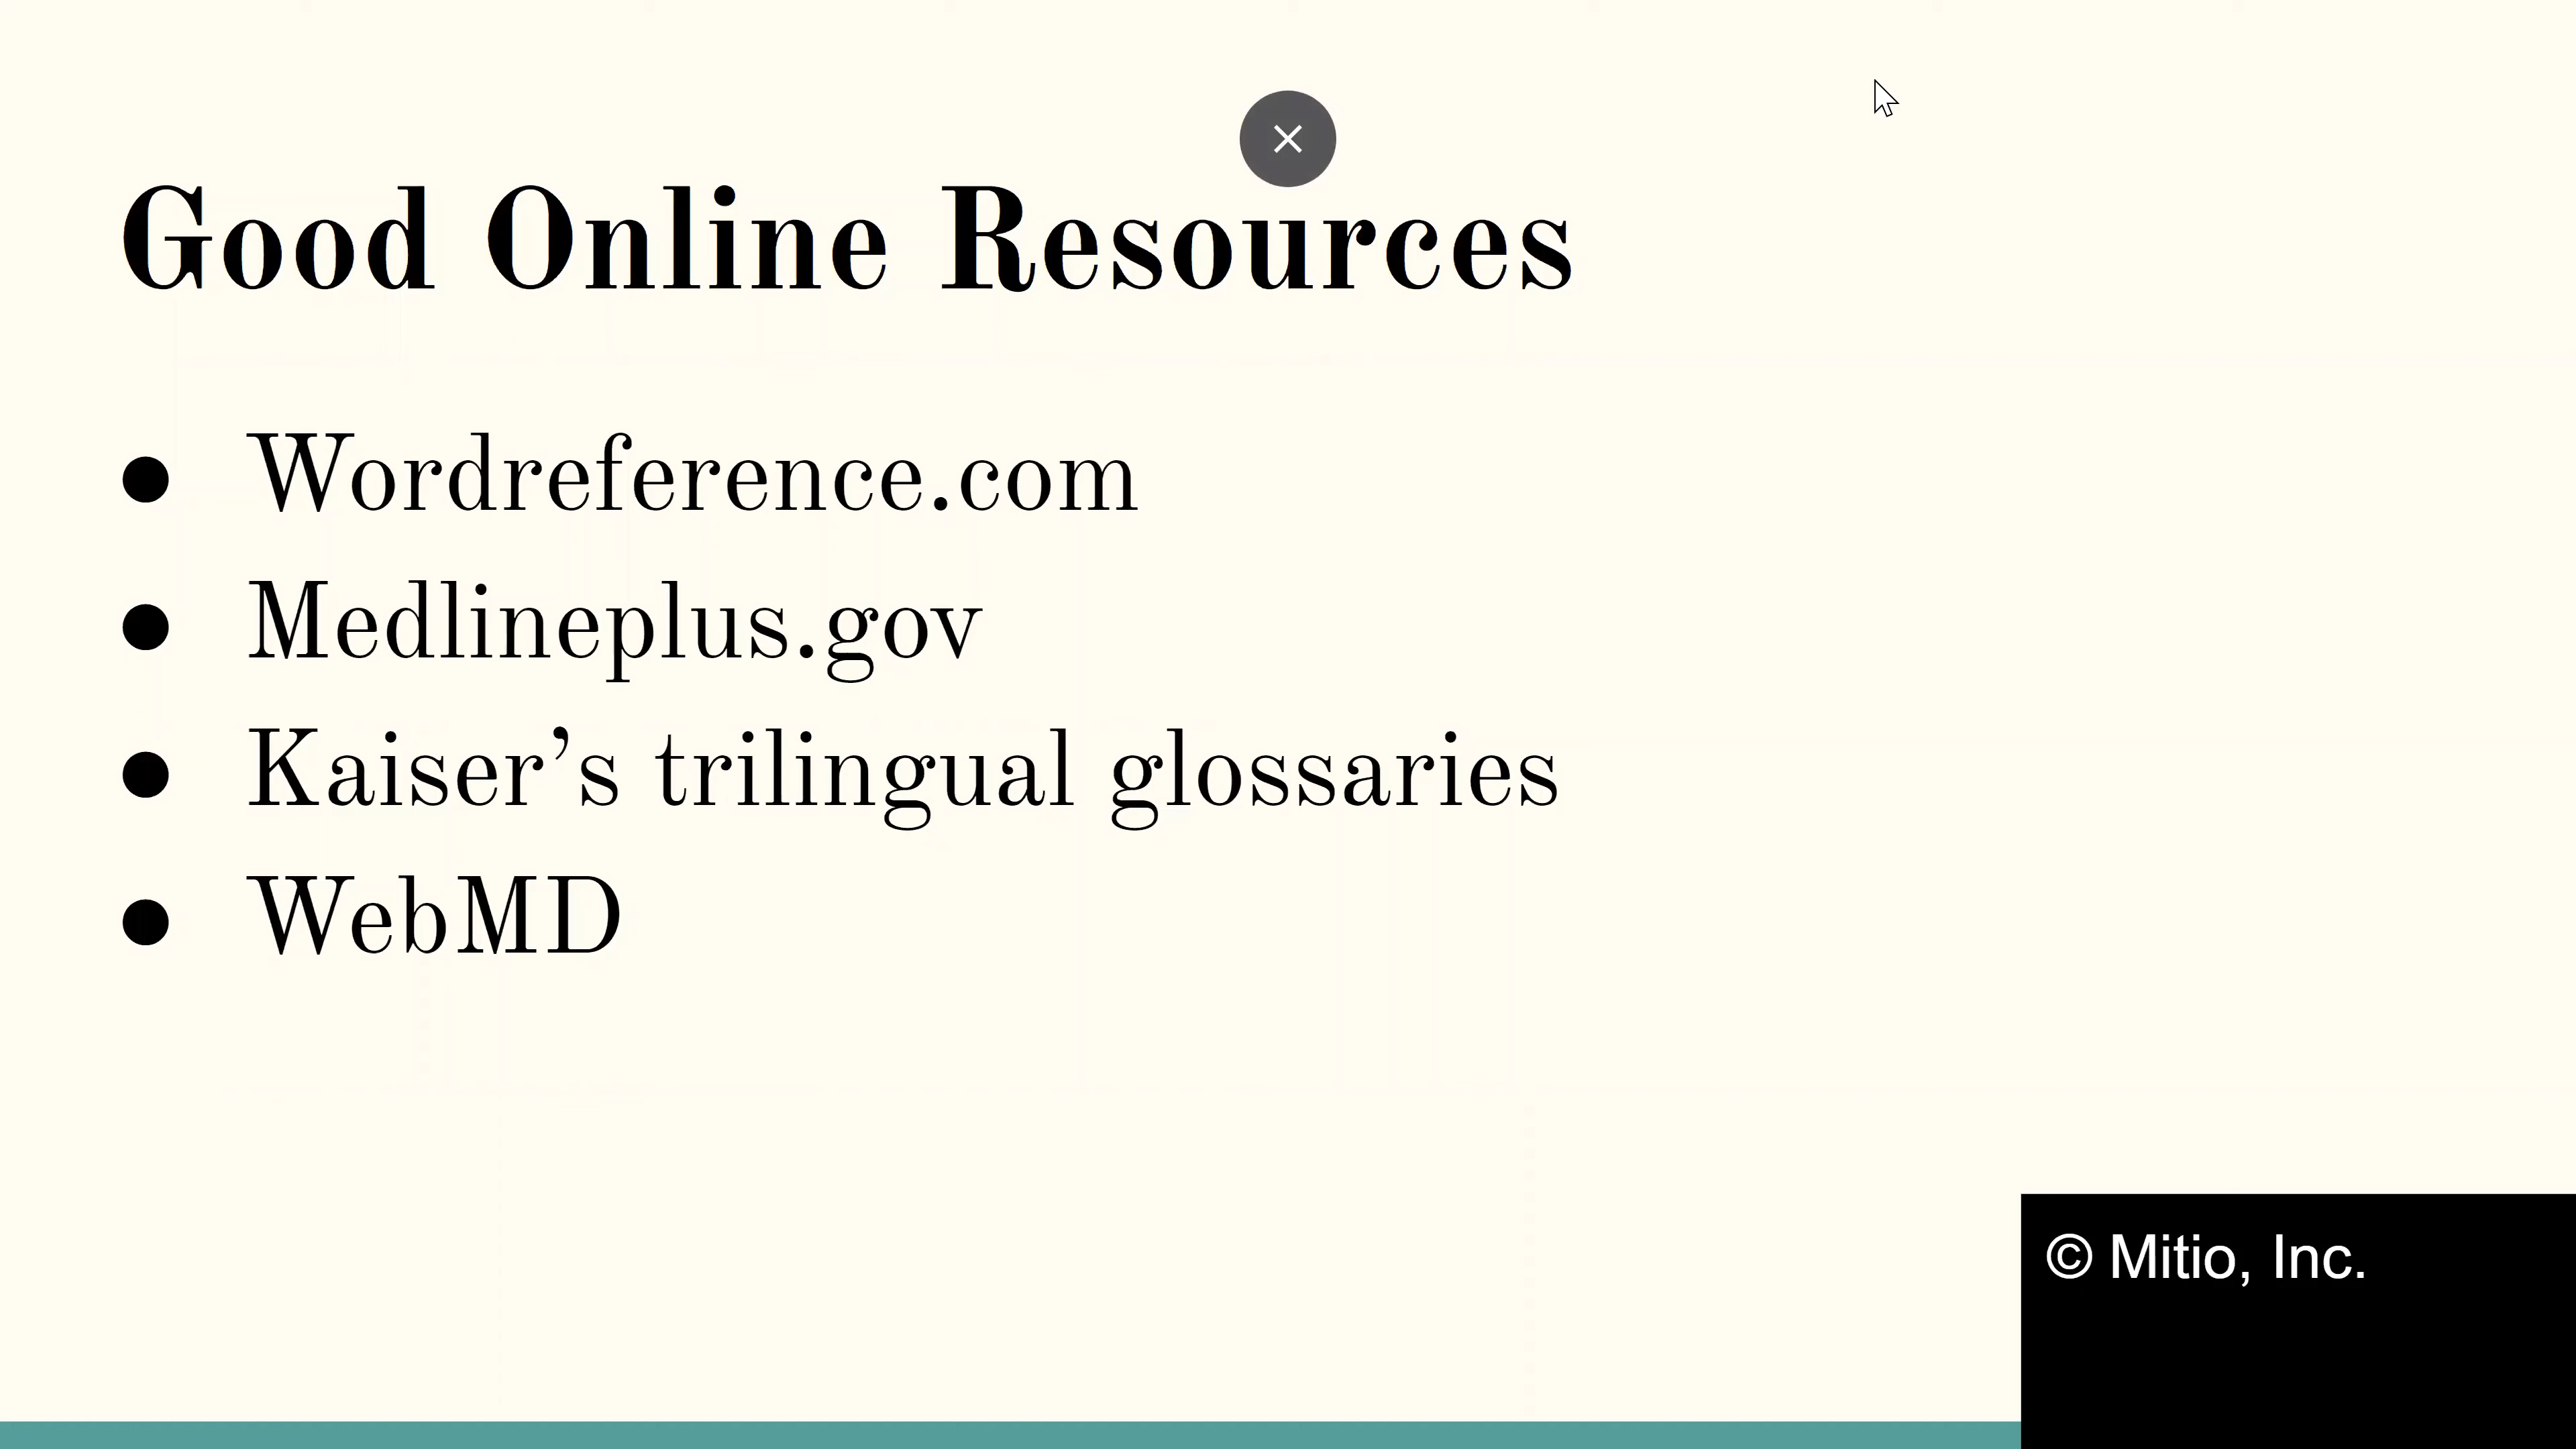 Good Online Resources
● Wordreference.com
● Medlineplus.gov
● Kaiser’s trilingual glossaries
● WebMD
© Mitio, Inc.